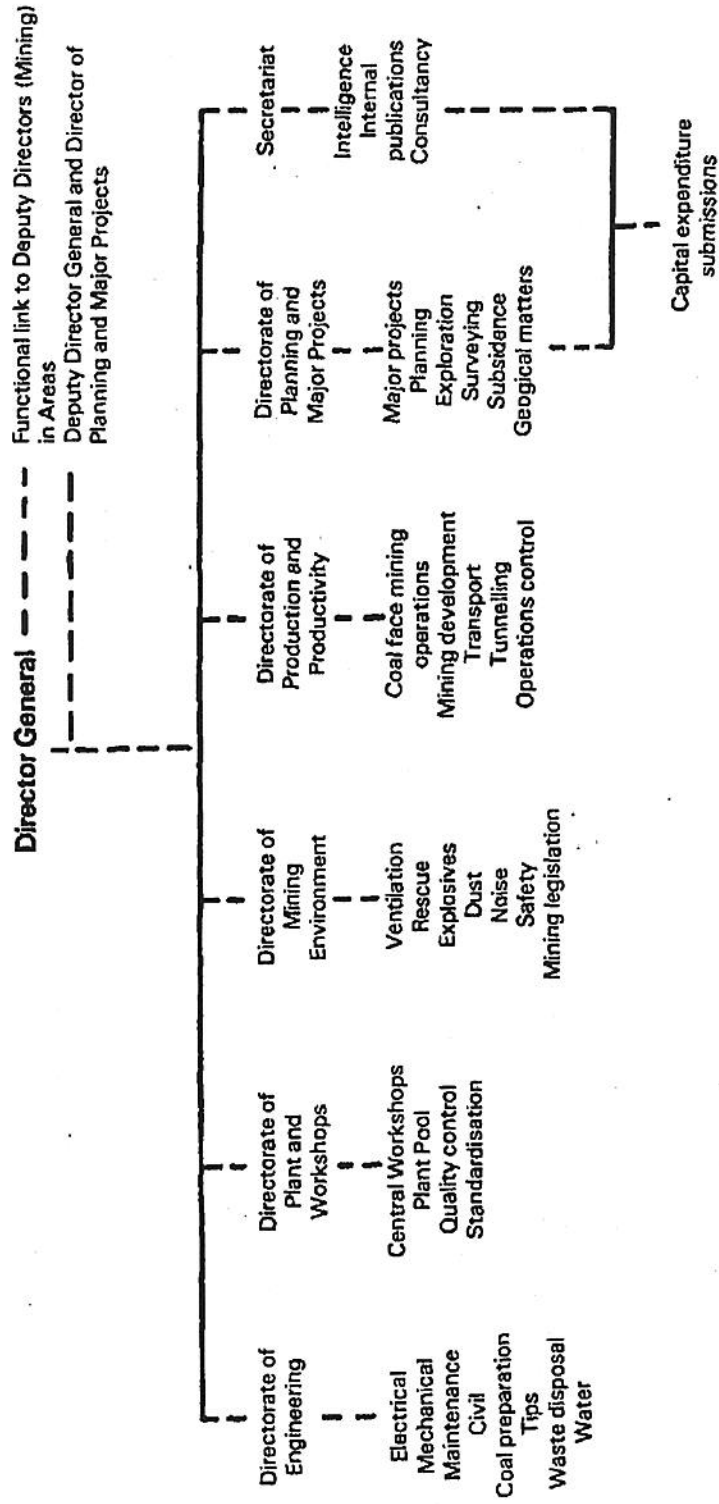 Director General
Functional link to Deputy Directors (Mining)
in Areas
Deputy Director General and Director of
Planning and Major Projects
Directorate of
Engineering
Electrical
Mechanical
Maintenance
Civil
Coal preparation
Tips
Waste disposal
Water
Directorate of
Plant and
Workshops
Central Workshops
Plant Pool
Quality control
Standardisation
Directorate of
Mining
Environment
Ventilation
Rescue
Explosives
Dust
Noise
Safety
Mining legislation
Directorate of
Production and
Productivity
Coal face mining
operations
Mining development
Transport
Tunnelling
Operations control
Directorate of
Planning and
Major Projects
Major projects
Planning
Exploration
Surveying
Subsidence
Geogical matters
Secretariat
Intelligence
Internal
publications
Consultancy
Capital expenditure
submissions